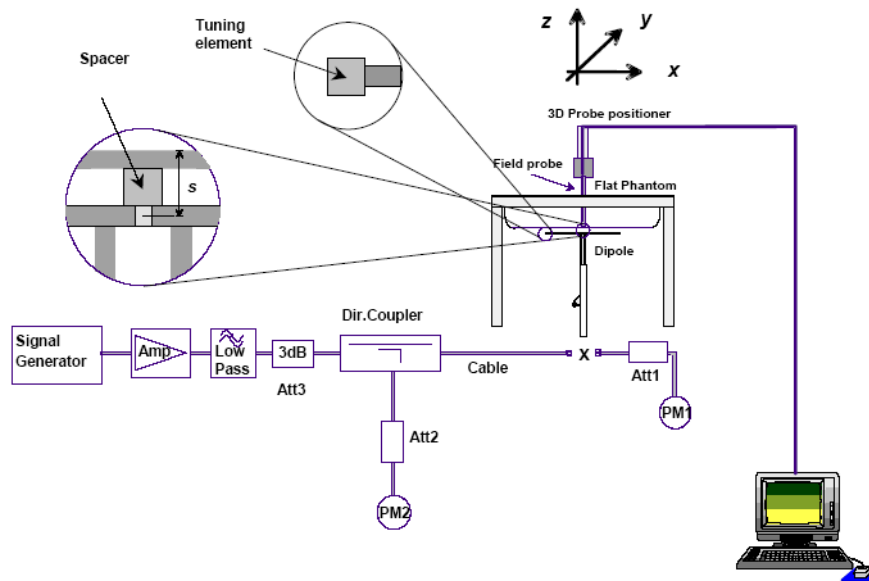 Tuning
element
z
y
x
Spacer
3D Probe positioner
s
Field probe
Flat Phantom
Dipole
Dir.Coupler
Signal
Generator
Amp
Low
Pass
3dB
Att3
Cable
X
Att1
PM1
Att2
PM2